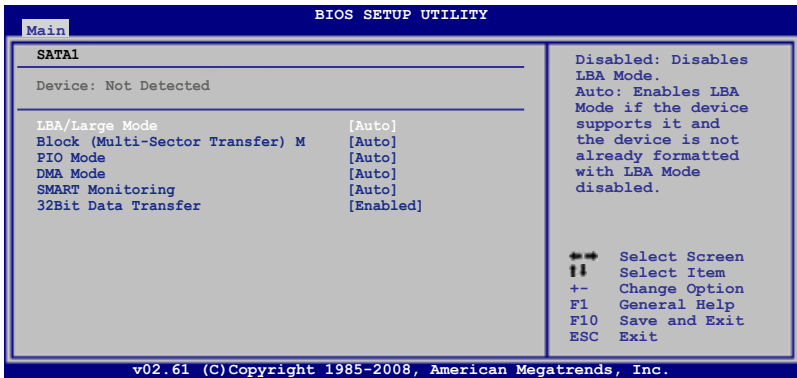 BIOS SETUP UTILITY
Main
SATA1
Device: Not Detected
LBA/Large Mode [Auto]
Block (Multi-Sector Transfer) M [Auto]
PIO Mode [Auto]
DMA Mode [Auto]
SMART Monitoring [Auto]
32Bit Data Transfer [Enabled]
Disabled: Disables
LBA Mode.
Auto: Enables LBA
Mode if the device
supports it and
the device is not
already formatted
with LBA Mode
disabled.
Select Screen
Select Item
+- Change Option
F1 General Help
F10 Save and Exit
ESC Exit
v02.61 (C)Copyright 1985-2008, American Megatrends, Inc.